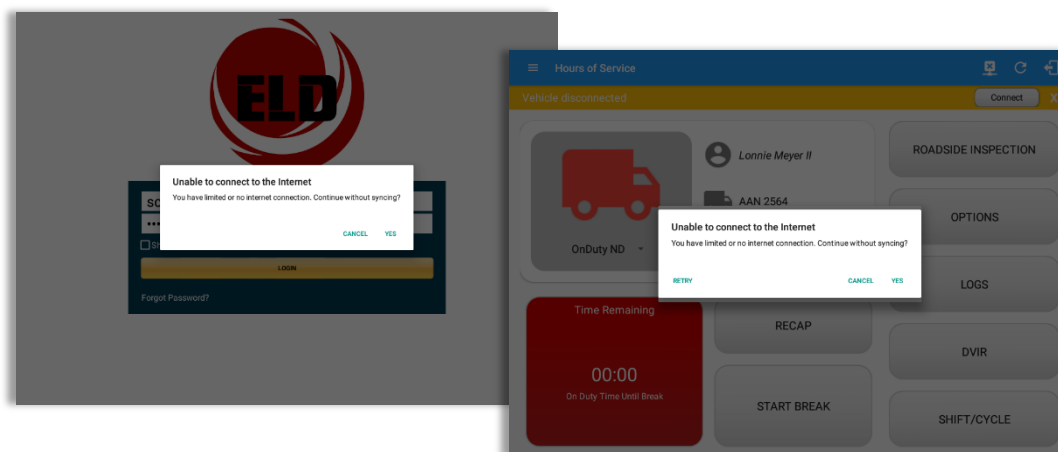 ELD
Unable to connect to the Internet
You have limited or no internet connection. Continue without syncing?
CANCEL YES
LOGIN
Forgot Password?
Hours of Service
Vehicle disconnected
Connect X
Lonnie Meyer II
AAN 2564
OnDuty ND
ROADSIDE INSPECTION
OPTIONS
Unable to connect to the Internet
You have limited or no internet connection. Continue without syncing?
RETRY CANCEL YES
LOGS
Time Remaining
00:00
On Duty Time Until Break
RECAP
START BREAK
DVIR
SHIFT/CYCLE